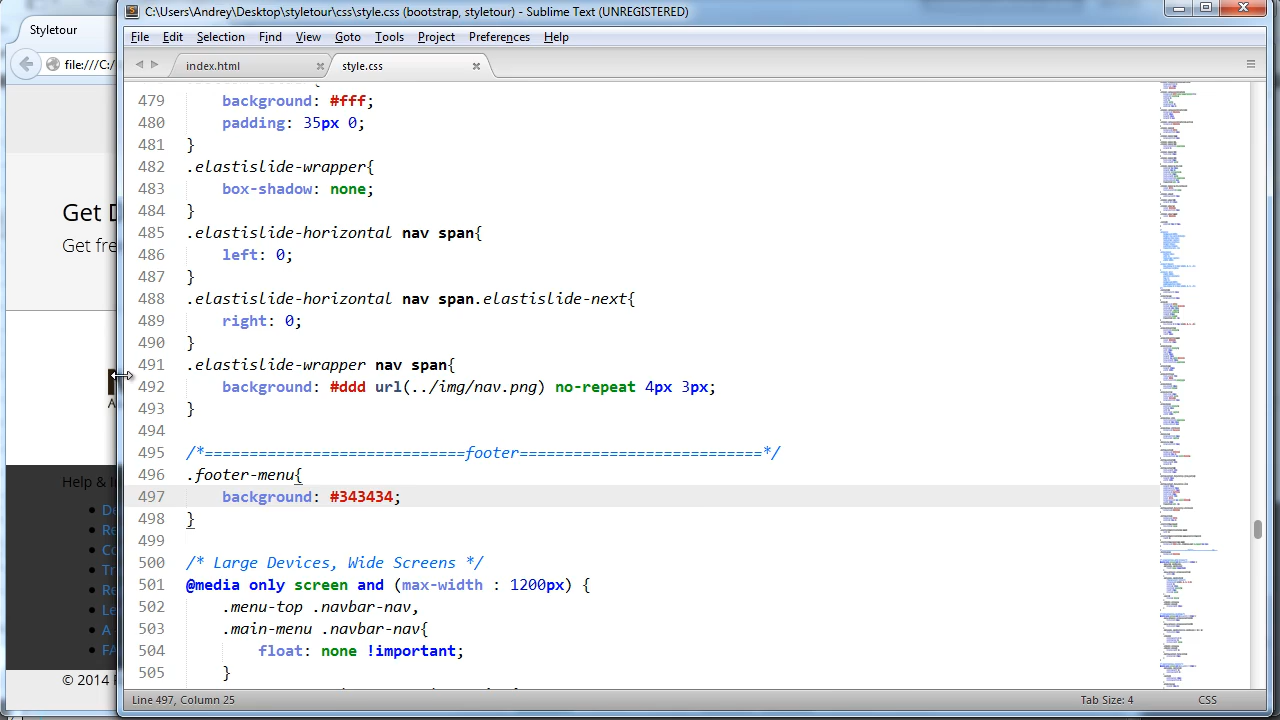 C:\Users\Andrey\Desktop\styletour\css\style.css (bootstrap, styletour) - Sublime Text (UNREGISTERED)
Styletour
File Edit Selection Find View Goto Tools Project Preferences Help
file:///C:/
index.html
style.css
479 background: #fff;
480 padding: 35px 0;
481 }
482 .elastislide-wrapper{
483 box-shadow: none;
484 }
485 .elastislide-horizontal nav span{
486 left:
487 }
488 .elastislide-horizontal nav span.elastislide-next{
489 right:
490 }
491 .elastislide-wrapper nav span{
492 background: #ddd url(../img/nav.png) no-repeat 4px 3px;
493 }
494
495 /*============================footer==========================*/
496 .footer-main{
497 background: #343434;
498 }
499
500 /* Large Devices, Wide Screens */
501 @media only screen and (max-width : 1200px) {
502 .menu-top .navbar-nav,
503 .main-menu .navbar-nav {
504 float: none !important;
Get
Get fre
Help &
© 2014
Line 497, Column 25
Tab Size: 4
CSS